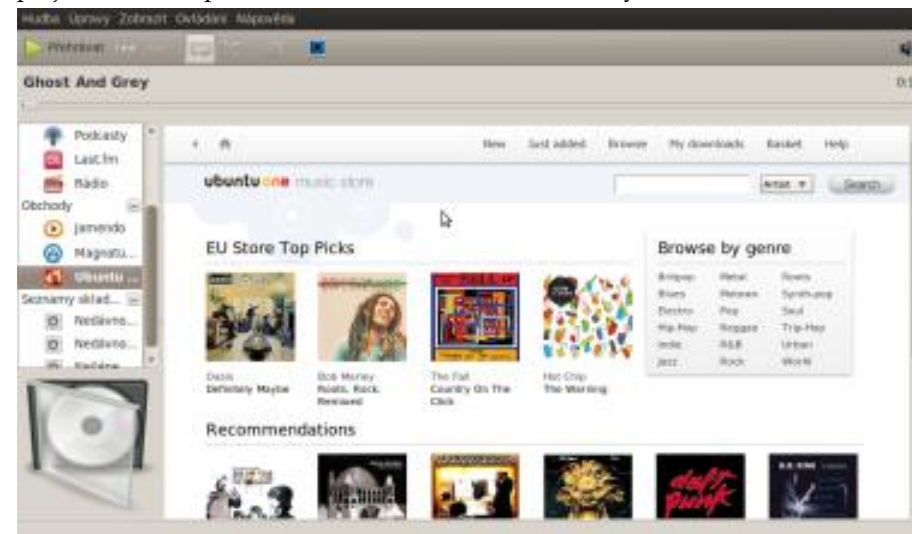 Hudba Úpravy Zobrazit Ovládání Nápověda
Přehrávat
Ghost And Grey
Podcasty
Last.fm
Rádio
Obchody
Jamendo
Magnatu...
Ubuntu ...
Seznamy sklad...
Nedávno...
Nedávno...
New Just added Browse My downloads Basket Help
ubuntu one music store
Artist Search
EU Store Top Picks
Oasis
Definitely Maybe
Bob Marley
Roots, Rock,
Remixed
The Fall
Country On The
Click
Hot Chip
The Warning
Browse by genre
Britpop Metal Roots
Blues Motown Synth-pop
Electro Pop Soul
Hip-Hop Reggae Trip-Hop
Indie R&B Urban
Jazz Rock World
Recommendations
daft
punk